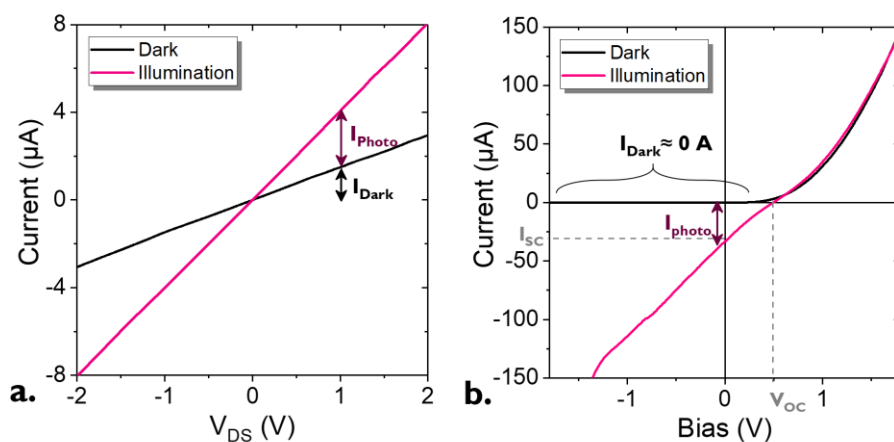 8
4
0
-4
-8
Current (µA)
Dark
Illumination
I_Photo
I_Dark
-2
-1
0
1
2
V_DS (V)
a.
150
100
50
0
-50
-100
-150
Current (µA)
Dark
Illumination
I_Dark ≈ 0 A
I_photo
I_SC
-1
0
1
V_OC
Bias (V)
b.